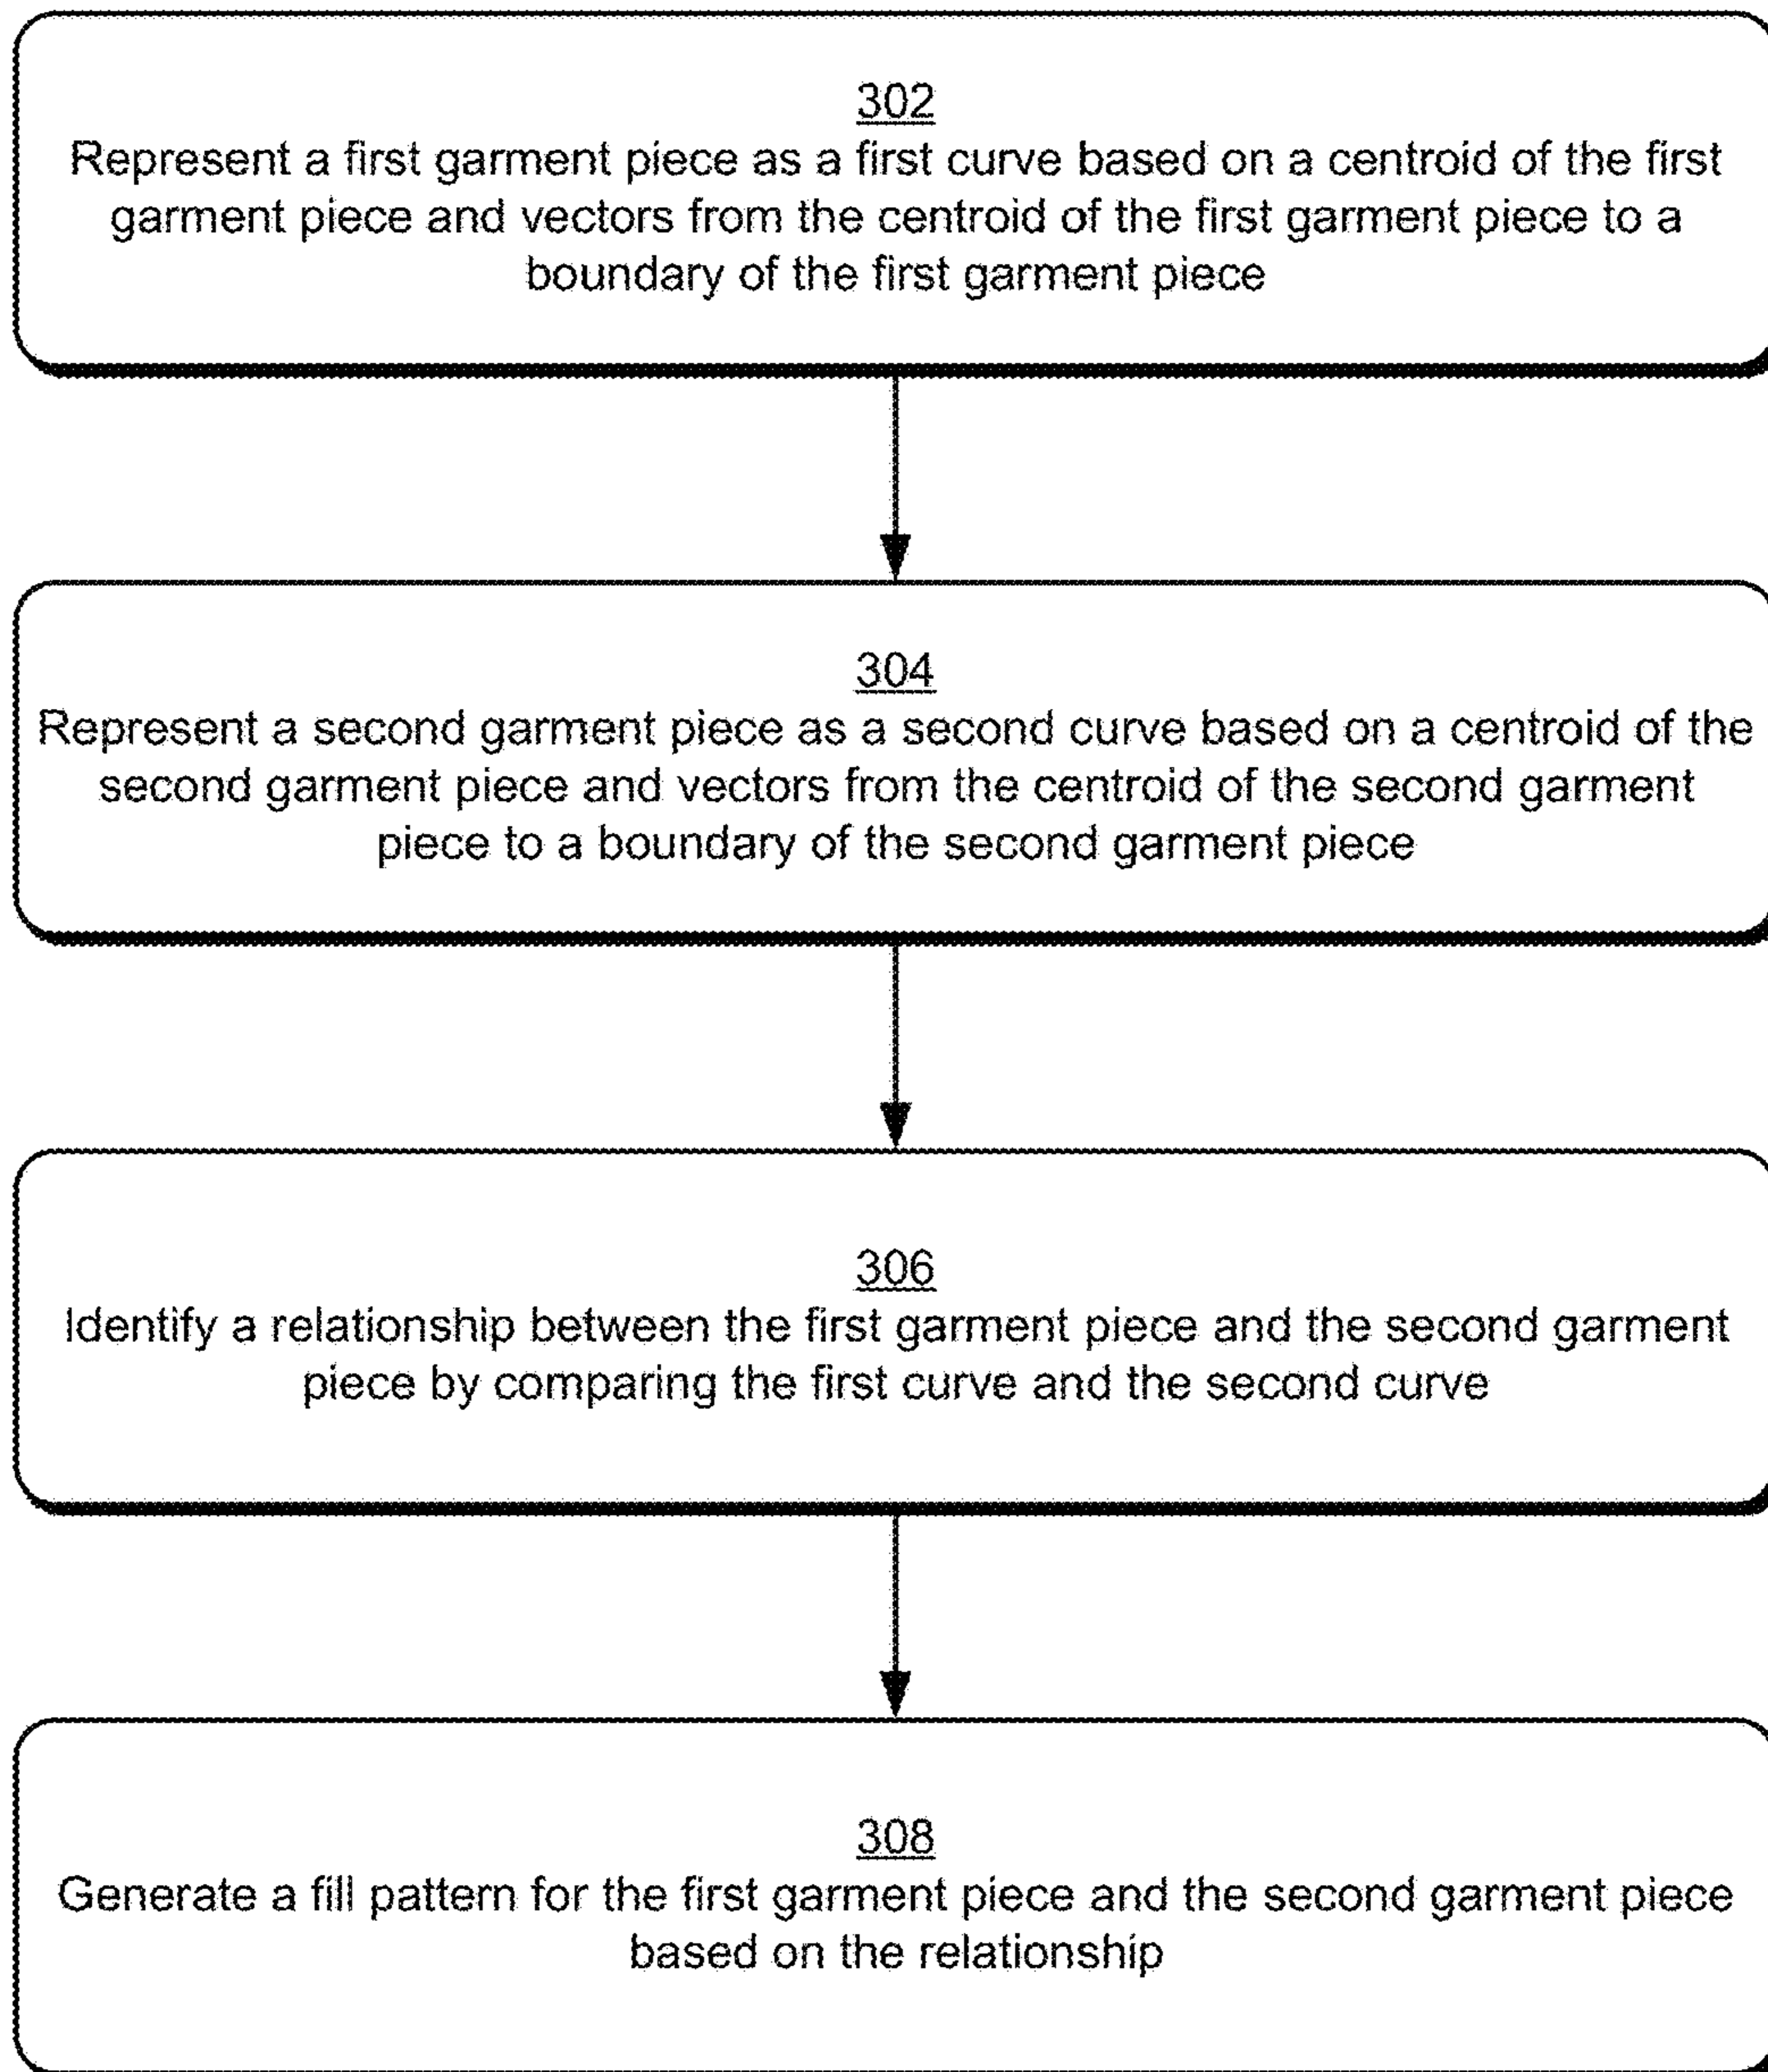 302
Represent a first garment piece as a first curve based on a centroid of the first
garment piece and vectors from the centroid of the first garment piece to a
boundary of the first garment piece
304
Represent a second garment piece as a second curve based on a centroid of the
second garment piece and vectors from the centroid of the second garment
piece to a boundary of the second garment piece
306
Identify a relationship between the first garment piece and the second garment
piece by comparing the first curve and the second curve
308
Generate a fill pattern for the first garment piece and the second garment piece
based on the relationship